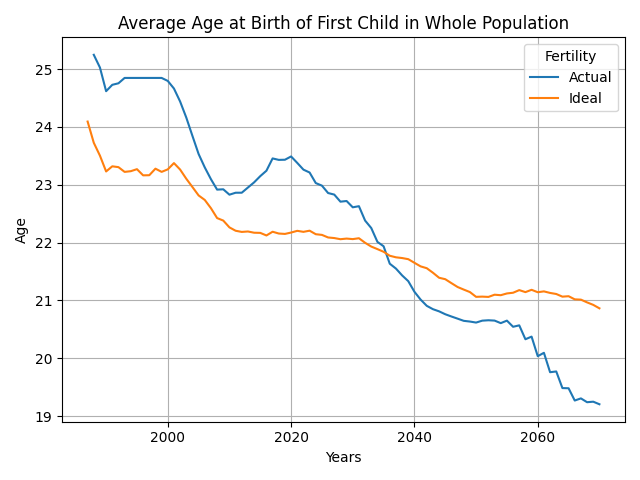 Average Age at Birth of First Child in Whole Population
Fertility
Actual
Ideal
25
24
23
22
21
20
19
Age
2000
2020
2040
2060
Years